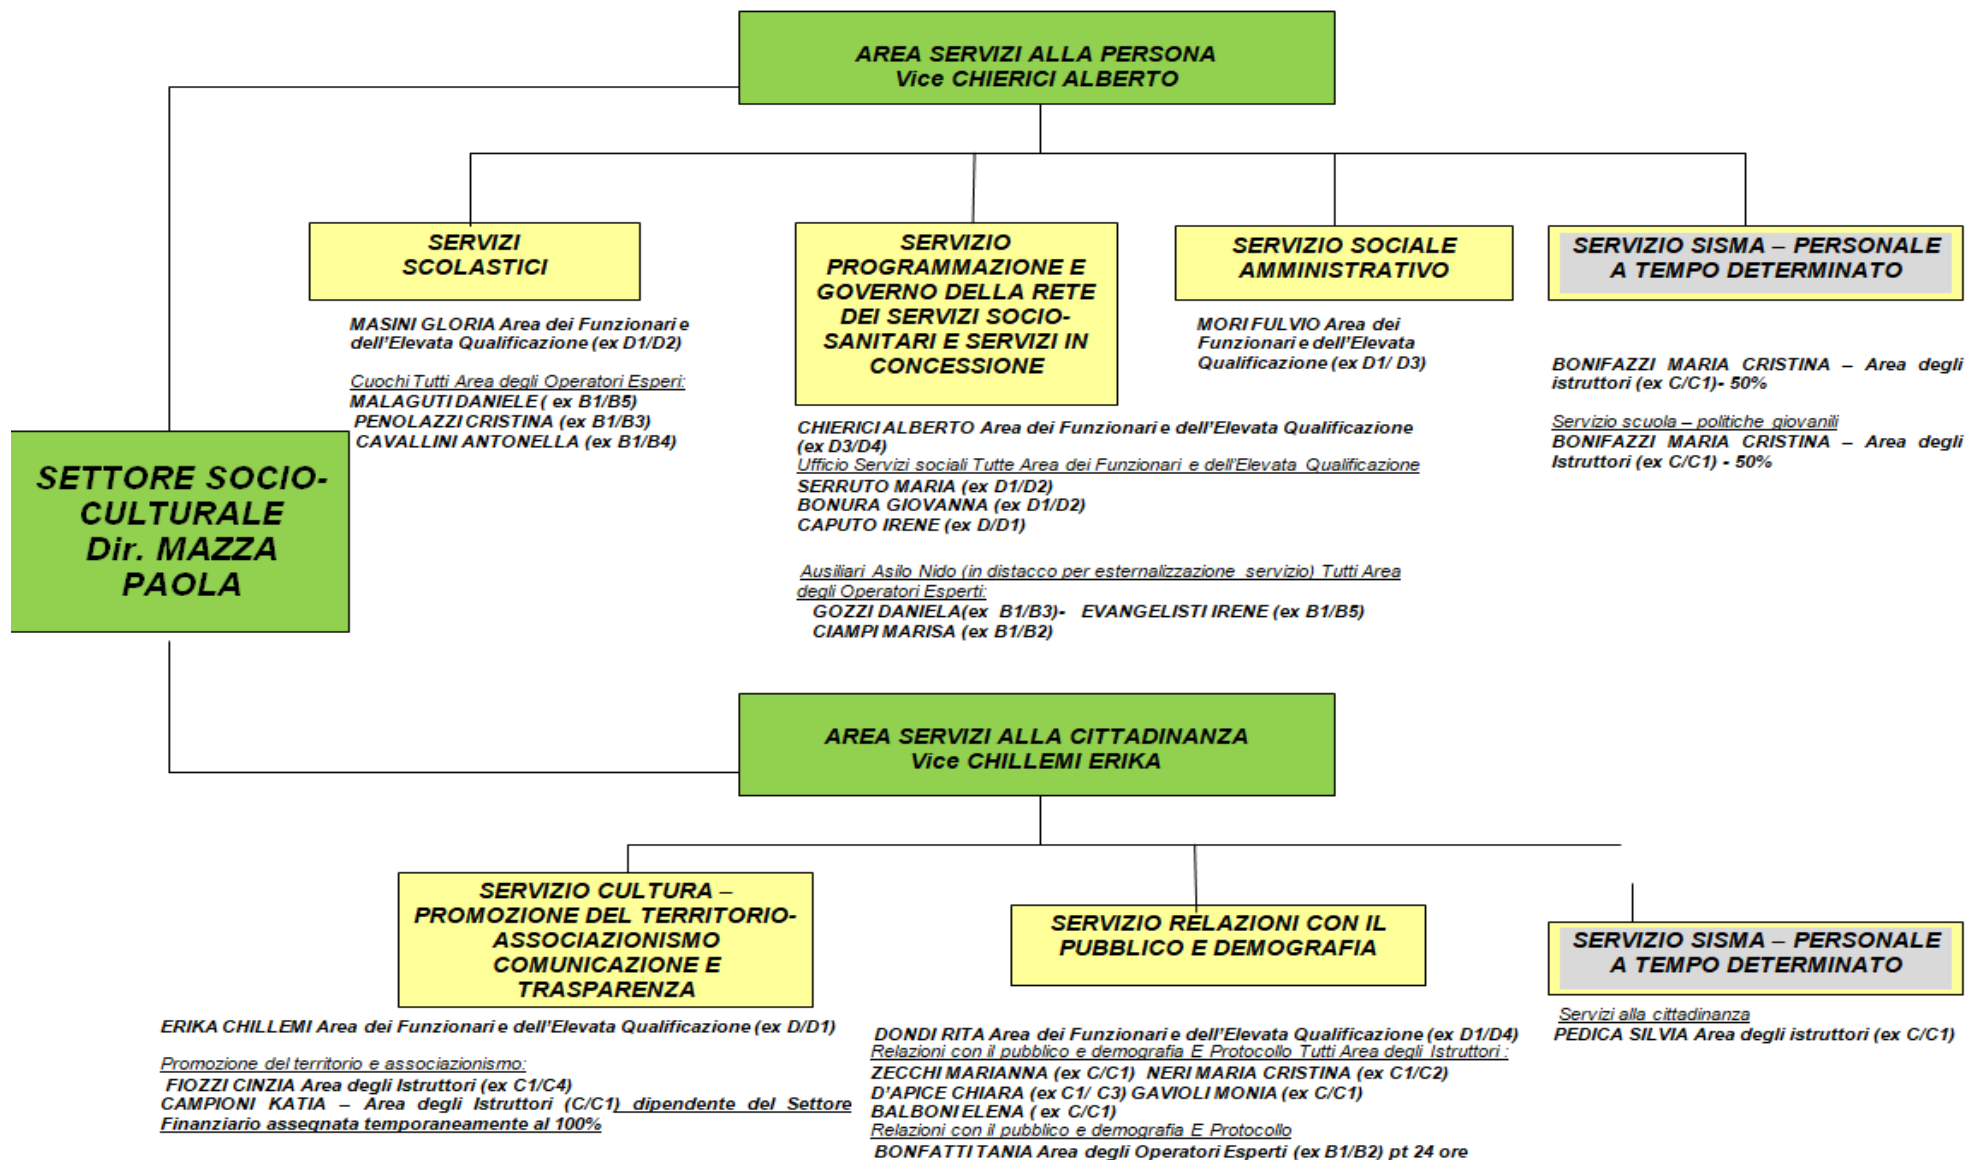 AREA SERVIZI ALLA PERSONA
Vice CHIERICI ALBERTO
SERVIZI
SCOLASTICI
MASINI GLORIA Area dei Funzionari e
dell'Elevata Qualificazione (ex D1/D2)
Cuochi Tutti Area degli Operatori Esperi:
MALAGUTI DANIELE ( ex B1/B5)
PENOLAZZI CRISTINA (ex B1/B3)
CAVALLINI ANTONELLA (ex B1/B4)
SERVIZIO
PROGRAMMAZIONE E
GOVERNO DELLA RETE
DEI SERVIZI SOCIO-
SANITARI E SERVIZI IN
CONCESSIONE
CHIERICI ALBERTO Area dei Funzionari e dell'Elevata Qualificazione
(ex D3/D4)
Ufficio Servizi sociali Tutte Area dei Funzionari e dell'Elevata Qualificazione
SERRUTO MARIA (ex D1/D2)
BONURA GIOVANNA (ex D1/D2)
CAPUTO IRENE (ex D/D1)
Ausiliari Asilo Nido (in distacco per esternalizzazione servizio) Tutti Area
degli Operatori Esperti:
GOZZI DANIELA(ex B1/B3)- EVANGELISTI IRENE (ex B1/B5)
CIAMPI MARISA (ex B1/B2)
SERVIZIO SOCIALE
AMMINISTRATIVO
MORI FULVIO Area dei
Funzionari e dell'Elevata
Qualificazione (ex D1/ D3)
SERVIZIO SISMA – PERSONALE
A TEMPO DETERMINATO
BONIFAZZI MARIA CRISTINA – Area degli
istruttori (ex C/C1)- 50%
Servizio scuola – politiche giovanili
BONIFAZZI MARIA CRISTINA – Area degli
Istruttori (ex C/C1) - 50%
SETTORE SOCIO-
CULTURALE
Dir. MAZZA
PAOLA
AREA SERVIZI ALLA CITTADINANZA
Vice CHILLEMI ERIKA
SERVIZIO CULTURA –
PROMOZIONE DEL TERRITORIO-
ASSOCIAZIONISMO
COMUNICAZIONE E
TRASPARENZA
ERIKA CHILLEMI Area dei Funzionari e dell'Elevata Qualificazione (ex D/D1)
Promozione del territorio e associazionismo:
FIOZZI CINZIA Area degli Istruttori (ex C1/C4)
CAMPIONI KATIA – Area degli Istruttori (C/C1) dipendente del Settore
Finanziario assegnata temporaneamente al 100%
SERVIZIO RELAZIONI CON IL
PUBBLICO E DEMOGRAFIA
DONDI RITA Area dei Funzionari e dell'Elevata Qualificazione (ex D1/D4)
Relazioni con il pubblico e demografia E Protocollo Tutti Area degli Istruttori :
ZECCHI MARIANNA (ex C/C1) NERI MARIA CRISTINA (ex C1/C2)
D'APICE CHIARA (ex C1/ C3) GAVIOLI MONIA (ex C/C1)
BALBONI ELENA ( ex C/C1)
Relazioni con il pubblico e demografia E Protocollo
BONFATTI TANIA Area degli Operatori Esperti (ex B1/B2) pt 24 ore
SERVIZIO SISMA – PERSONALE
A TEMPO DETERMINATO
Servizi alla cittadinanza
PEDICA SILVIA Area degli istruttori (ex C/C1)